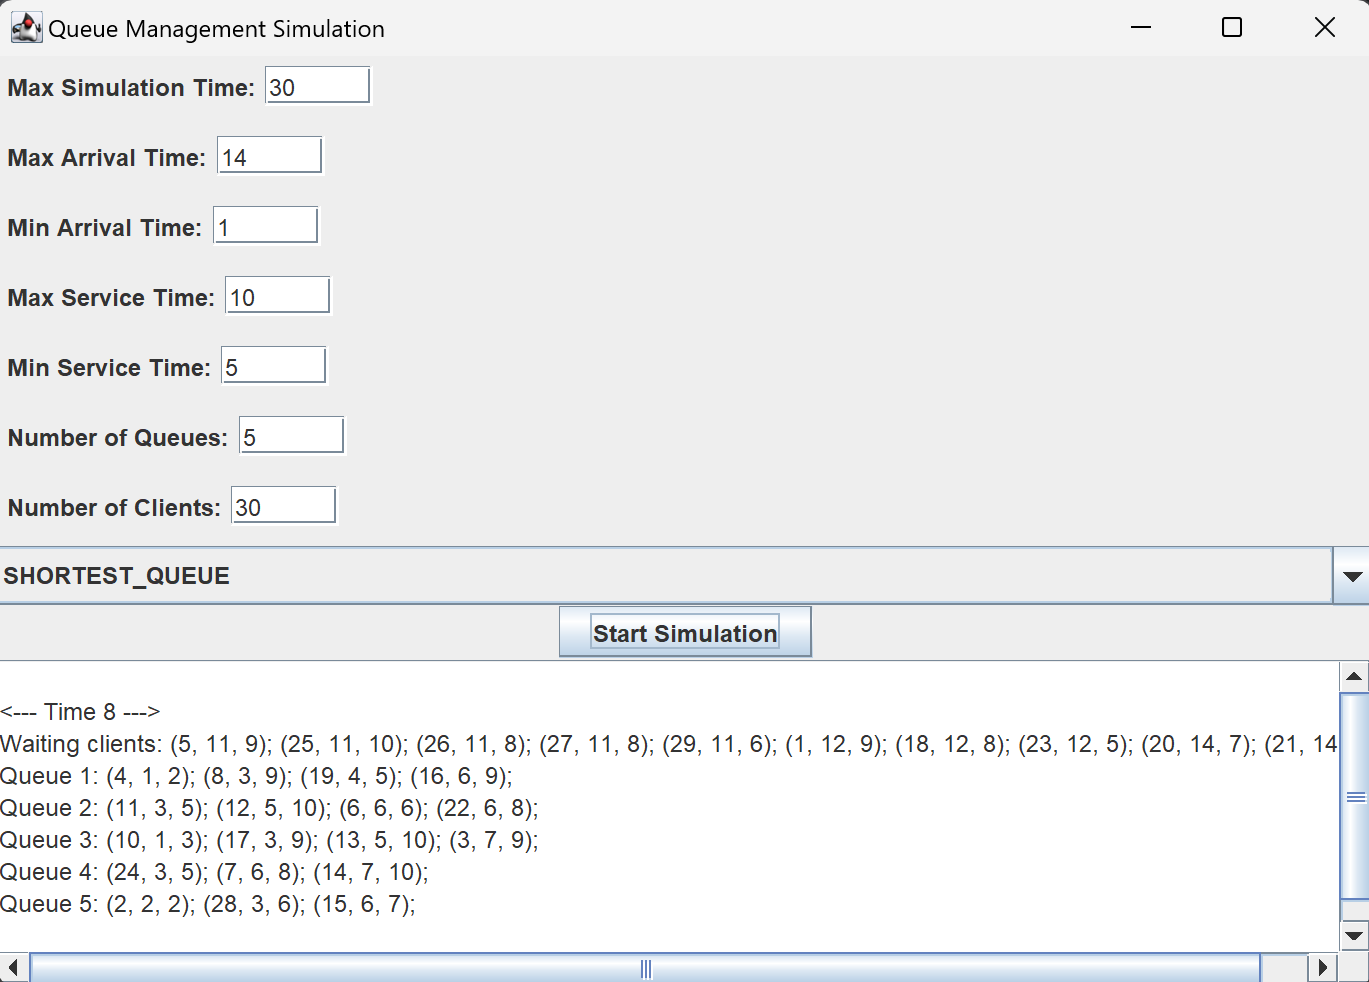 Queue Management Simulation
Max Simulation Time: 30
Max Arrival Time: 14
Min Arrival Time: 1
Max Service Time: 10
Min Service Time: 5
Number of Queues: 5
Number of Clients: 30
SHORTEST_QUEUE
Start Simulation
<--- Time 8 --->
Waiting clients: (5, 11, 9); (25, 11, 10); (26, 11, 8); (27, 11, 8); (29, 11, 6); (1, 12, 9); (18, 12, 8); (23, 12, 5); (20, 14, 7); (21, 14
Queue 1: (4, 1, 2); (8, 3, 9); (19, 4, 5); (16, 6, 9);
Queue 2: (11, 3, 5); (12, 5, 10); (6, 6, 6); (22, 6, 8);
Queue 3: (10, 1, 3); (17, 3, 9); (13, 5, 10); (3, 7, 9);
Queue 4: (24, 3, 5); (7, 6, 8); (14, 7, 10);
Queue 5: (2, 2, 2); (28, 3, 6); (15, 6, 7);